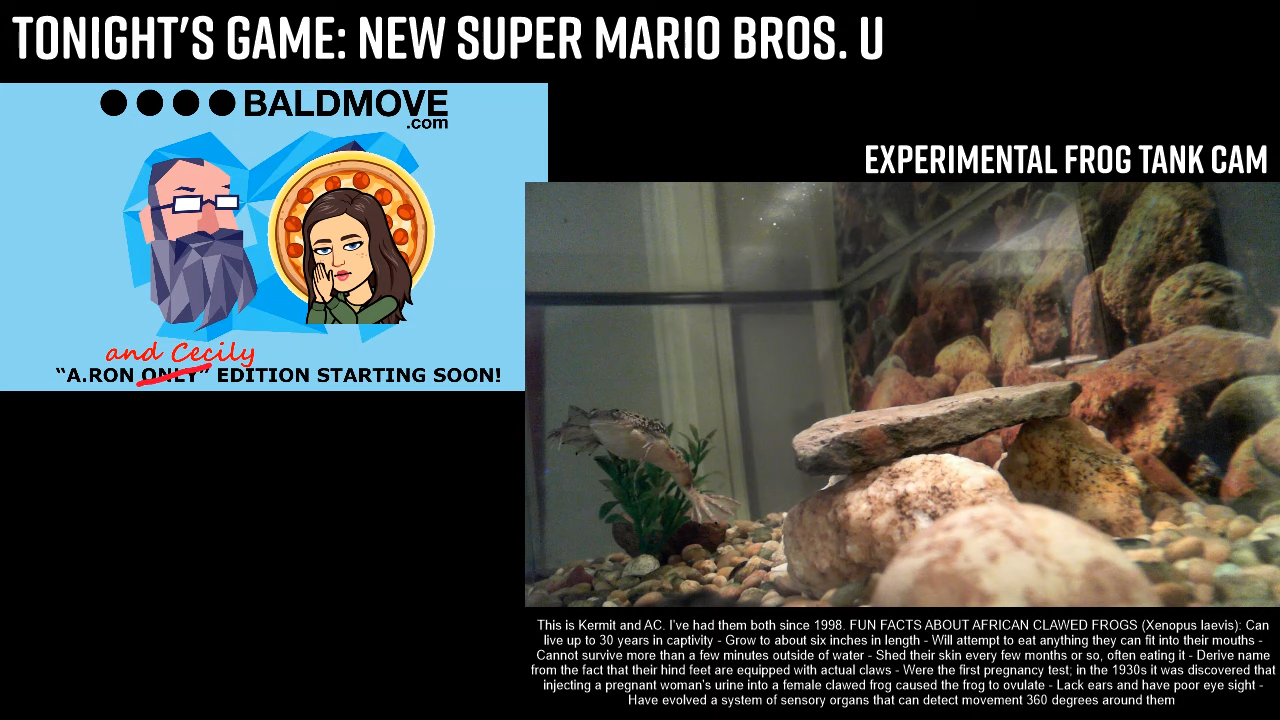 TONIGHT'S GAME: NEW SUPER MARIO BROS. U
BALDMOVE
.com
EXPERIMENTAL FROG TANK CAM
and Cecily
“A.RON ONLY” EDITION STARTING SOON!
This is Kermit and AC. I've had them both since 1998. FUN FACTS ABOUT AFRICAN CLAWED FROGS (Xenopus laevis): Can
live up to 30 years in captivity - Grow to about six inches in length - Will attempt to eat anything they can fit into their mouths -
Cannot survive more than a few minutes outside of water - Shed their skin every few months or so, often eating it - Derive name
from the fact that their hind feet are equipped with actual claws - Were the first pregnancy test; in the 1930s it was discovered that
injecting a pregnant woman's urine into a female clawed frog caused the frog to ovulate - Lack ears and have poor eye sight -
Have evolved a system of sensory organs that can detect movement 360 degrees around them